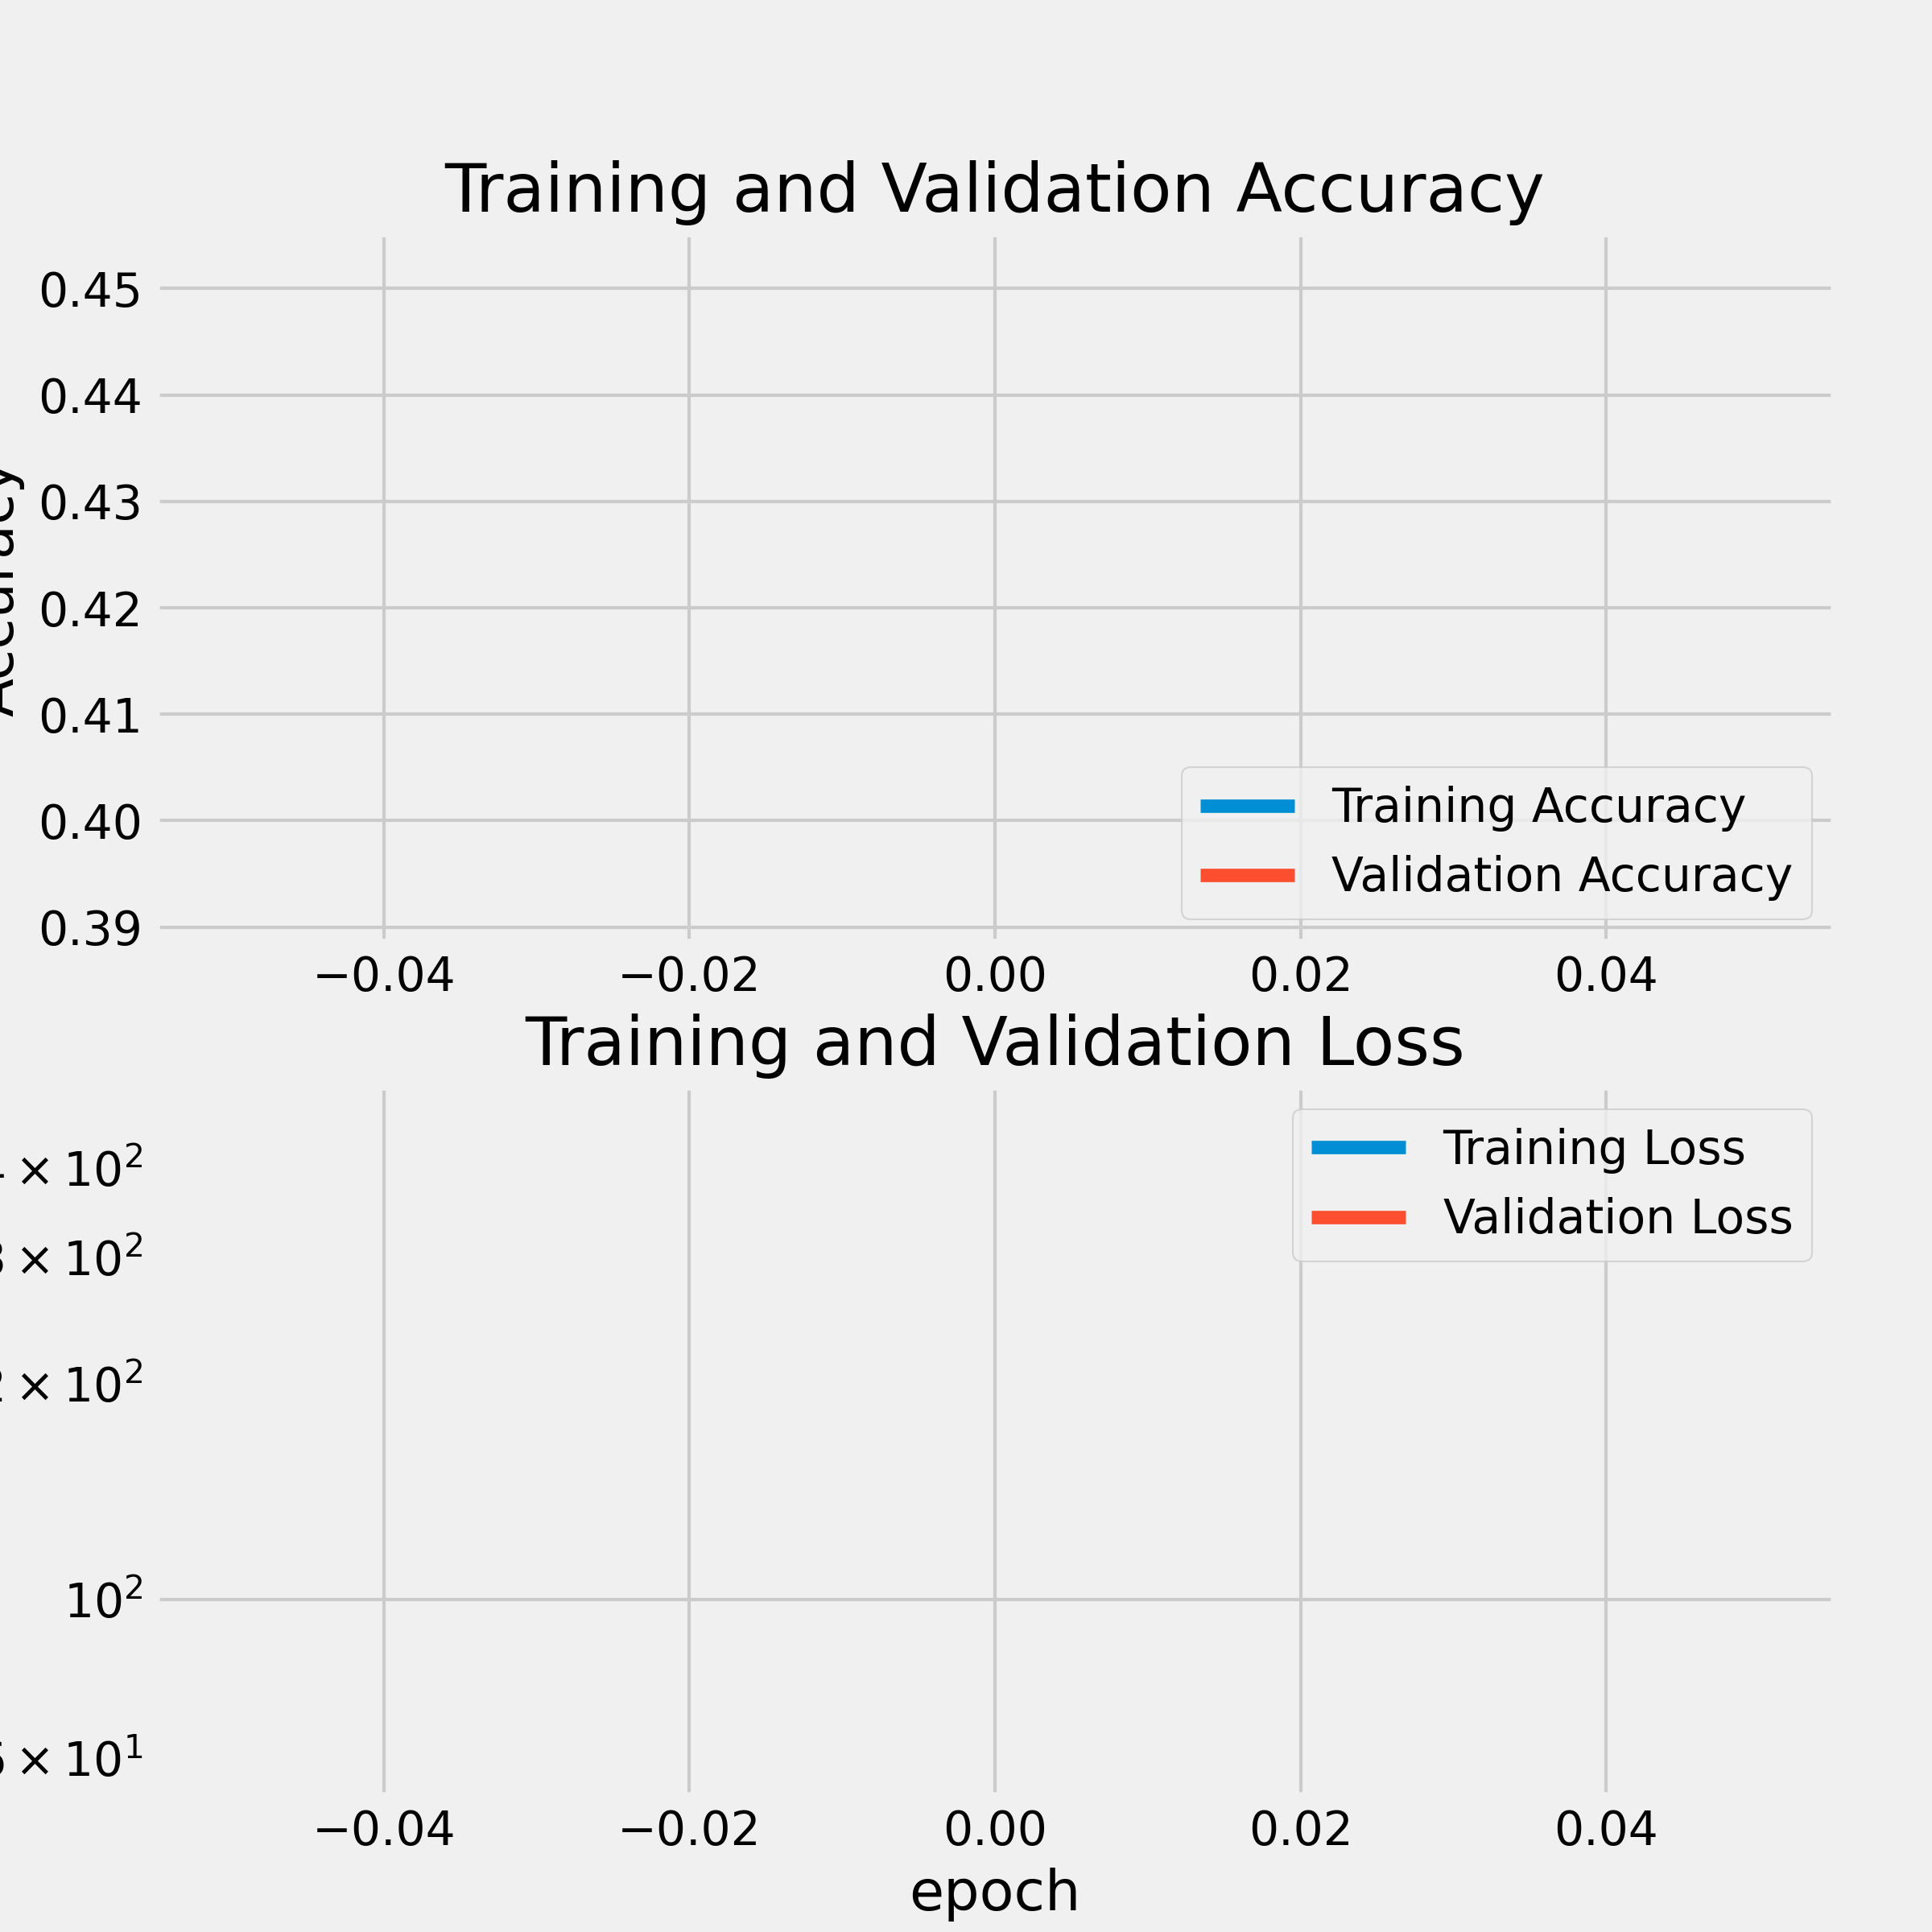 Training and Validation Accuracy
Accuracy
0.45
0.44
0.43
0.42
0.41
0.40
0.39
Training Accuracy
Validation Accuracy
−0.04 −0.02 0.00 0.02 0.04
Training and Validation Loss
× 10²
× 10²
× 10²
10²
× 10¹
Training Loss
Validation Loss
−0.04 −0.02 0.00 0.02 0.04
epoch